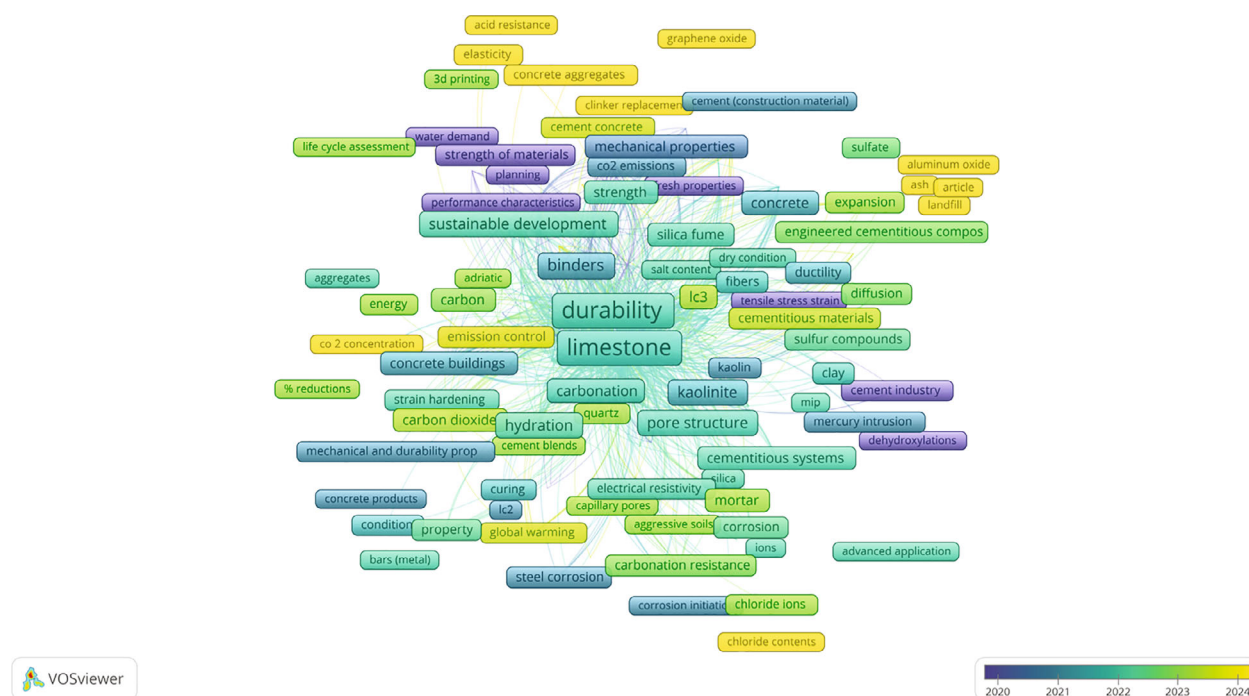 acid resistance
graphene oxide
elasticity
concrete aggregates
3d printing
clinker replacemen
cement (construction material)
cement concrete
water demand
mechanical properties
life cycle assessment
sulfate
strength of materials
co2 emissions
aluminum oxide
planning
ash
article
fresh properties
strength
performance characteristics
concrete
expansion
landfill
sustainable development
silica fume
engineered cementitious compos
dry condition
binders
salt content
ductility
aggregates
adriatic
fibers
energy
carbon
lc3
tensile stress strain
diffusion
durability
cementitious materials
emission control
sulfur compounds
co 2 concentration
limestone
concrete buildings
kaolin
clay
% reductions
carbonation
kaolinite
cement industry
strain hardening
mip
carbon dioxide
quartz
hydration
pore structure
mercury intrusion
dehydroxylations
cement blends
mechanical and durability prop
cementitious systems
silica
curing
electrical resistivity
concrete products
lc2
capillary pores
mortar
condition
property
global warming
aggressive soils
corrosion
ions
advanced application
bars (metal)
carbonation resistance
steel corrosion
corrosion initiatio
chloride ions
chloride contents
VOSviewer
2020 2021 2022 2023